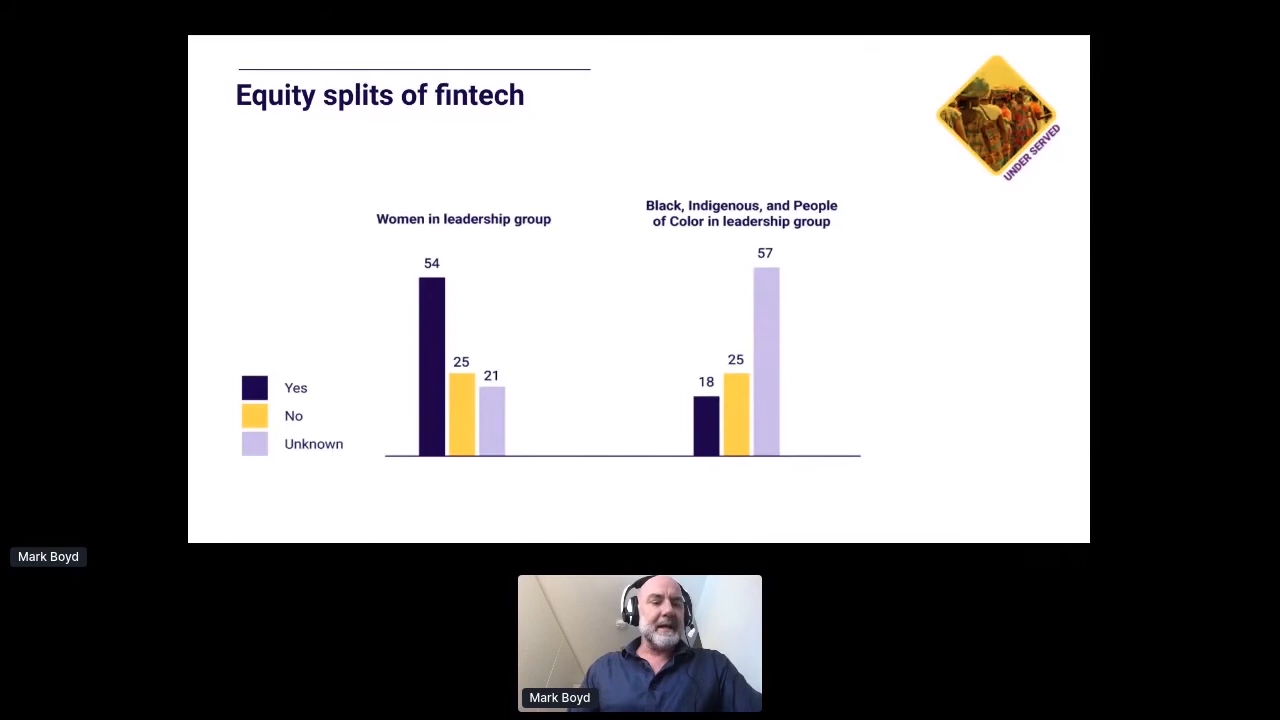 Equity splits of fintech
UNDER SERVED
Women in leadership group
Black, Indigenous, and People
of Color in leadership group
54
25
21
18
25
57
Yes
No
Unknown
Mark Boyd
Mark Boyd